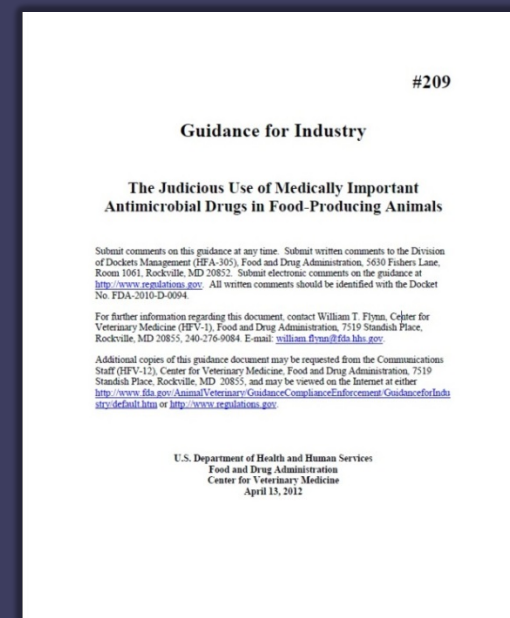 #209
Guidance for Industry
The Judicious Use of Medically Important
Antimicrobial Drugs in Food-Producing Animals
Submit comments on this guidance at any time. Submit written comments to the Division
of Dockets Management (HFA-305), Food and Drug Administration, 5630 Fishers Lane,
Room 1061, Rockville, MD 20852. Submit electronic comments on the guidance at
http://www.regulations.gov. All written comments should be identified with the Docket
No. FDA-2010-D-0094.
For further information regarding this document, contact William T. Flynn, Center for
Veterinary Medicine (HFV-1), Food and Drug Administration, 7519 Standish Place,
Rockville, MD 20855, 240-276-9084. E-mail: william.flynn@fda.hhs.gov.
Additional copies of this guidance document may be requested from the Communications
Staff (HFV-12), Center for Veterinary Medicine, Food and Drug Administration, 7519
Standish Place, Rockville, MD 20855, and may be viewed on the Internet at either
http://www.fda.gov/AnimalVeterinary/GuidanceComplianceEnforcement/GuidanceforIndu
stry/default.htm or http://www.regulations.gov.
U.S. Department of Health and Human Services
Food and Drug Administration
Center for Veterinary Medicine
April 13, 2012